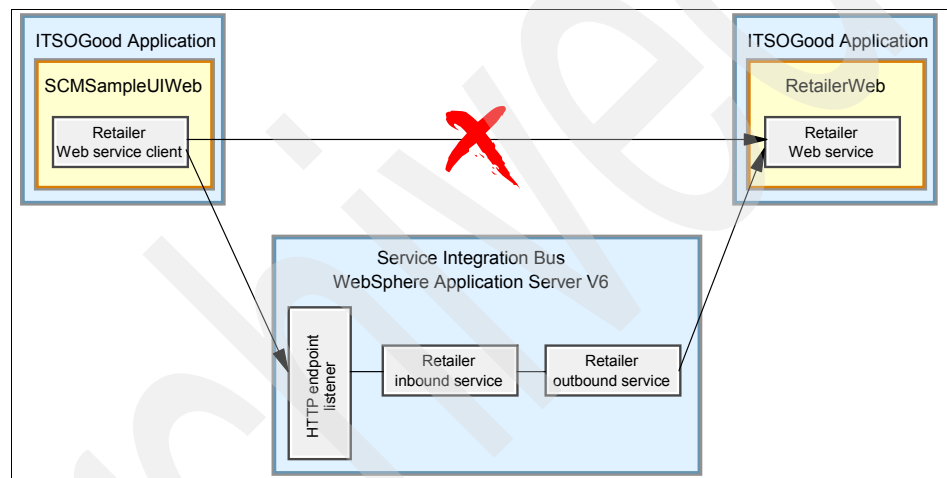 ITSOGood Application
SCMSampleUIWeb
Retailer
Web service client
ITSOGood Application
RetailerWeb
Retailer
Web service
Service Integration Bus
WebSphere Application Server V6
HTTP endpoint
listener
Retailer
inbound service
Retailer
outbound service